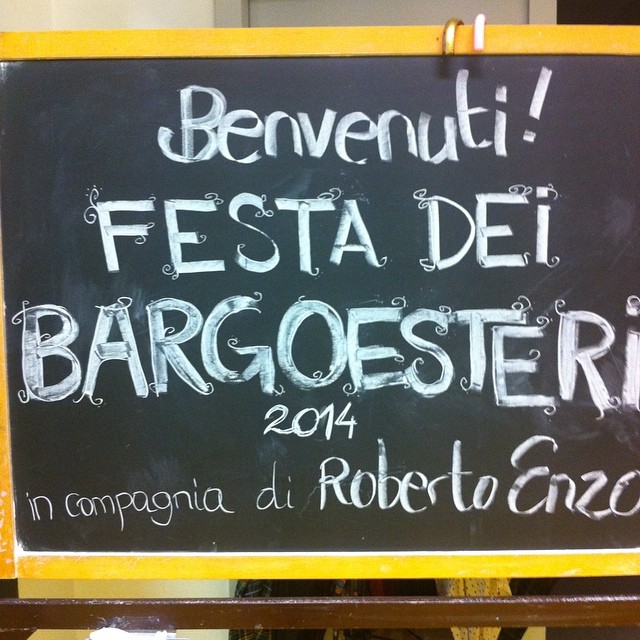 Benvenuti!
FESTA DEi
BARGOESTERi
2014
in compagnia di Roberto Enzo